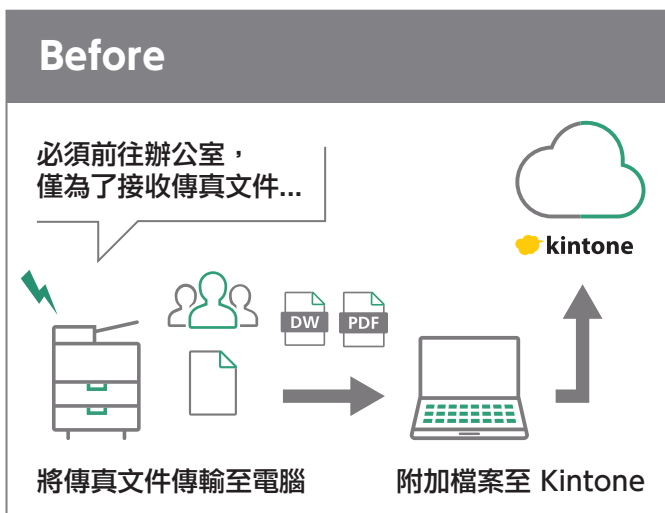 Before
必須前往辦公室，
僅為了接收傳真文件...
kintone
DW
PDF
將傳真文件傳輸至電腦
附加檔案至 Kintone